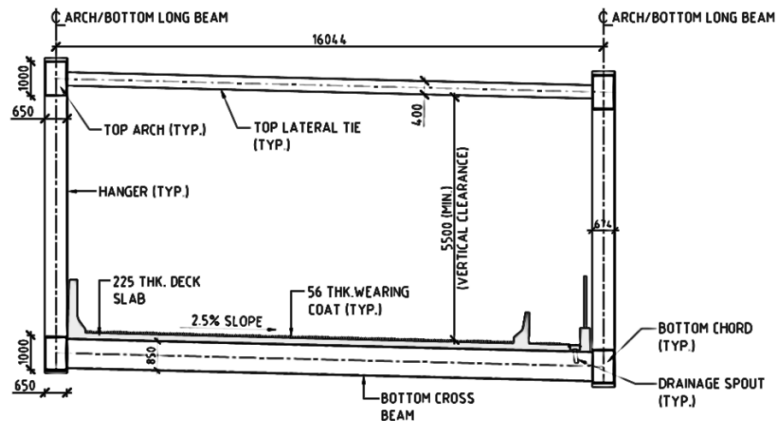 ℄ ARCH/BOTTOM LONG BEAM
℄ ARCH/BOTTOM LONG BEAM
16044
1000
650
TOP ARCH (TYP.)
TOP LATERAL TIE
(TYP.)
400
HANGER (TYP.)
5500 (MIN.)
(VERTICAL CLEARANCE)
674
225 THK. DECK
SLAB
2.5% SLOPE
56 THK.WEARING
COAT (TYP.)
1000
850
650
BOTTOM CHORD
(TYP.)
DRAINAGE SPOUT
(TYP.)
BOTTOM CROSS
BEAM